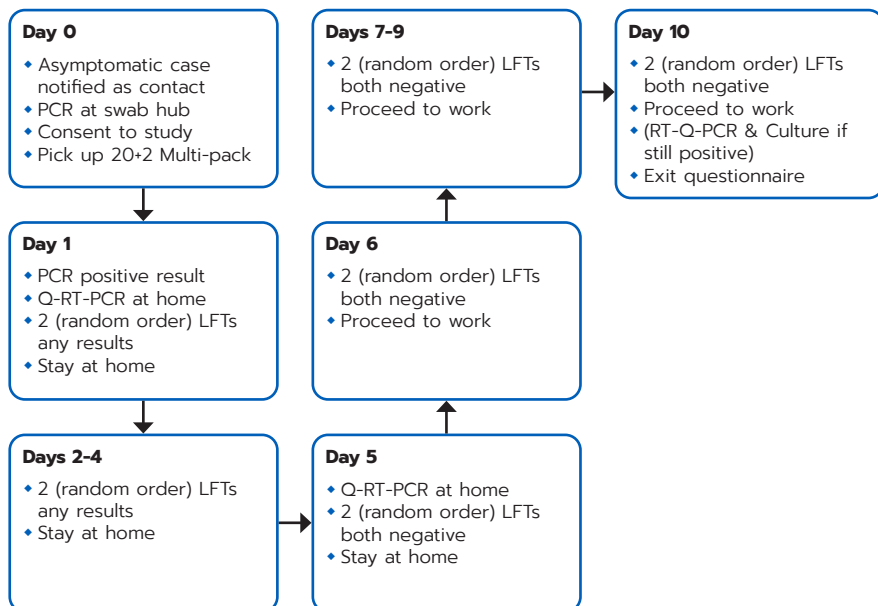 Day 0
◆ Asymptomatic case
notified as contact
◆ PCR at swab hub
◆ Consent to study
◆ Pick up 20+2 Multi-pack
Day 1
◆ PCR positive result
◆ Q-RT-PCR at home
◆ 2 (random order) LFTs
any results
◆ Stay at home
Days 2-4
◆ 2 (random order) LFTs
any results
◆ Stay at home
Day 5
◆ Q-RT-PCR at home
◆ 2 (random order) LFTs
both negative
◆ Stay at home
Day 6
◆ 2 (random order) LFTs
both negative
◆ Proceed to work
Days 7-9
◆ 2 (random order) LFTs
both negative
◆ Proceed to work
Day 10
◆ 2 (random order) LFTs
both negative
◆ Proceed to work
◆ (RT-Q-PCR & Culture if
still positive)
◆ Exit questionnaire